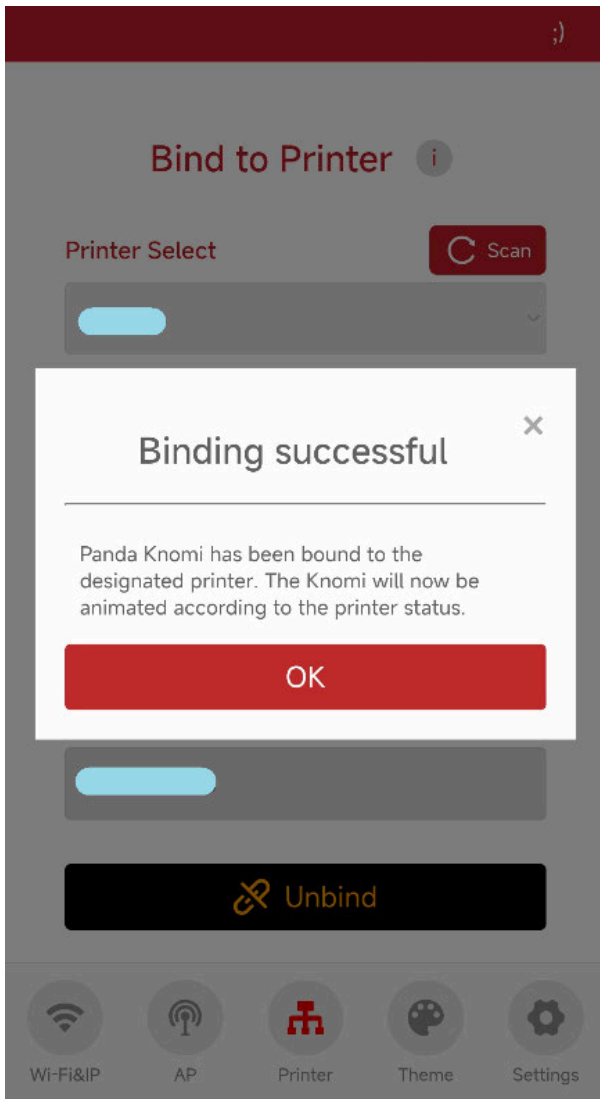 ;)
Bind to Printer i
Printer Select
Scan
Binding successful
×
Panda Knomi has been bound to the
designated printer. The Knomi will now be
animated according to the printer status.
OK
Unbind
Wi-Fi&IP
AP
Printer
Theme
Settings